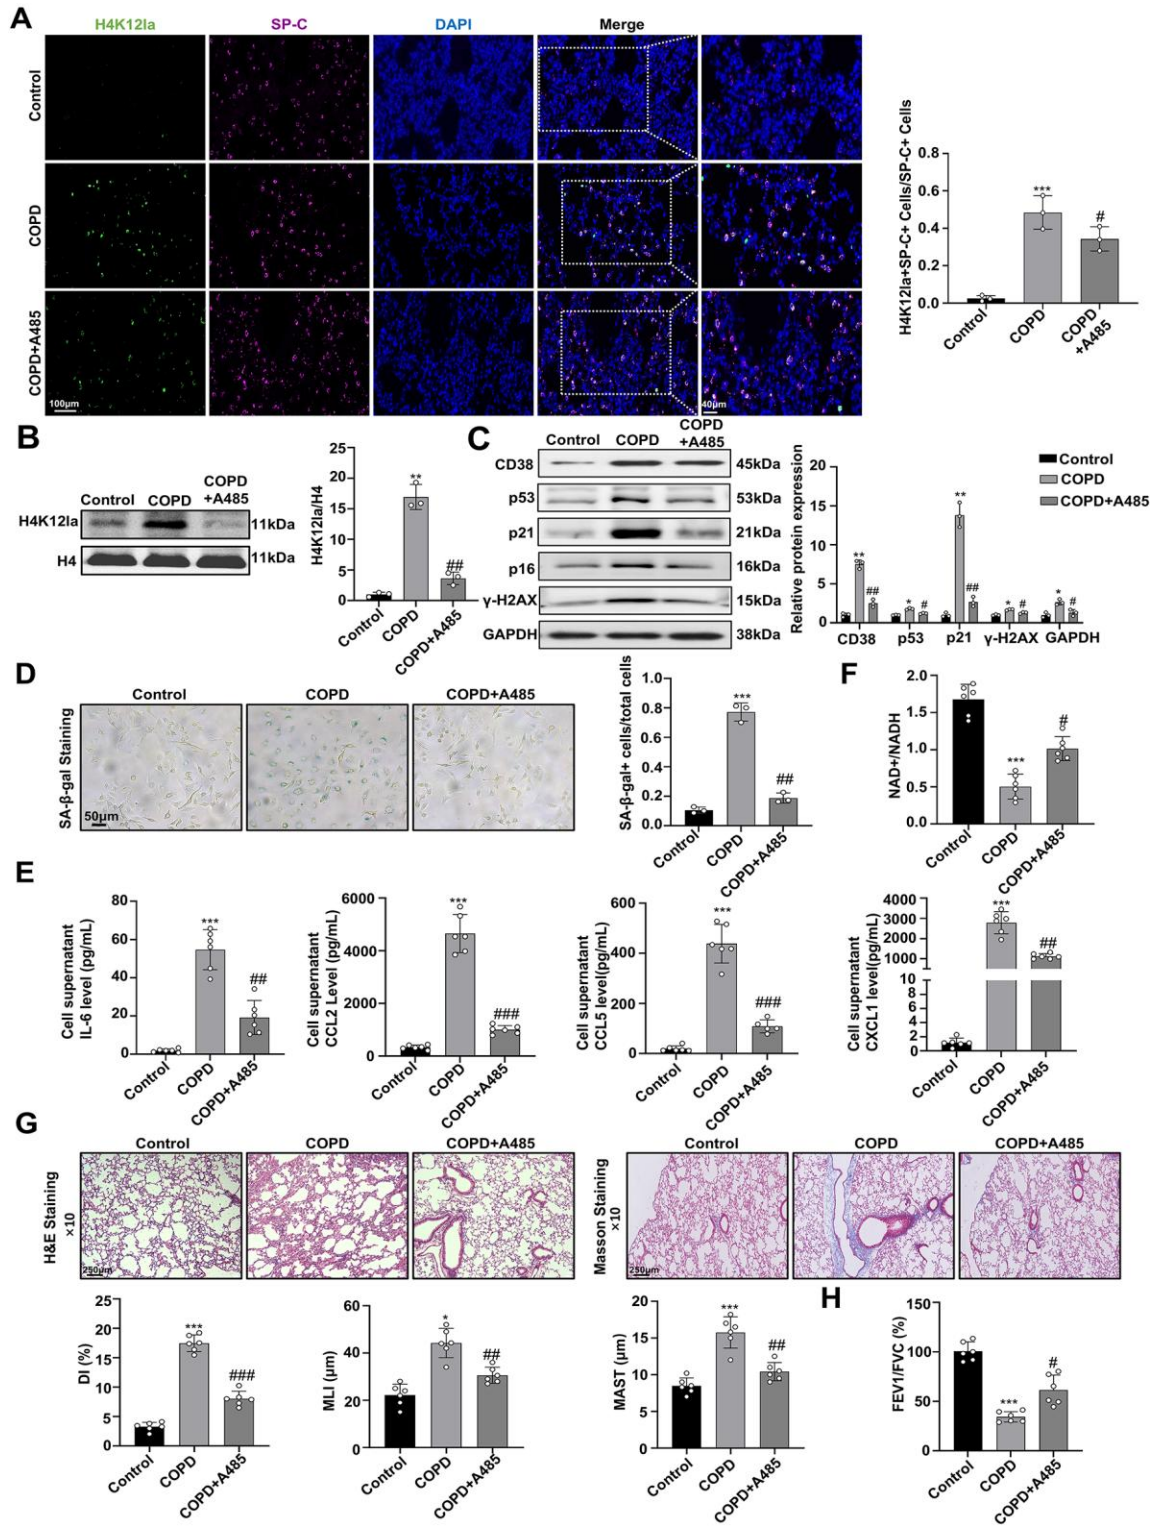 A
H4K12la SP-C DAPI Merge
Control
COPD
COPD+A485
100μm
40μm
H4K12la+SP-C+ Cells/SP-C+ Cells
0.8
0.6
0.4
0.2
0.0
***
#
Control
COPD
COPD
+A485
B
Control COPD COPD
+A485
H4K12la 11kDa
H4 11kDa
H4K12la/H4
25
20
15
10
5
0
**
##
Control
COPD
COPD+A485
C
Control COPD COPD
+A485
CD38 45kDa
p53 53kDa
p21 21kDa
p16 16kDa
γ-H2AX 15kDa
GAPDH 38kDa
Relative protein expression
20
15
10
5
0
** ## * # ** ## * # * #
CD38 p53 p21 γ-H2AX GAPDH
Control
COPD
COPD+A485
D
Control COPD COPD+A485
SA-β-gal Staining
50μm
SA-β-gal+ cells/total cells
1.0
0.8
0.6
0.4
0.2
0.0
***
##
Control
COPD
COPD+A485
F
NAD+/NADH
2.0
1.5
1.0
0.5
0.0
***
#
Control
COPD
COPD+A485
E
Cell supernatant
IL-6 level (pg/mL)
80
60
40
20
0
***
##
Control
COPD
COPD+A485
Cell supernatant
CCL2 Level (pg/mL)
6000
4000
2000
0
***
###
Control
COPD
COPD+A485
Cell supernatant
CCL5 level(pg/mL)
600
400
200
0
***
###
Control
COPD
COPD+A485
Cell supernatant
CXCL1 level(pg/mL)
4000
3000
2000
1000
10
8
6
4
2
0
***
##
Control
COPD
COPD+A485
G
Control COPD COPD+A485
H&E Staining
×10
250μm
Control COPD COPD+A485
Masson Staining
×10
250μm
DI (%)
25
20
15
10
5
0
***
###
Control
COPD
COPD+A485
MLI (μm)
60
40
20
0
*
##
Control
COPD
COPD+A485
MAST (μm)
20
15
10
5
0
***
##
Control
COPD
COPD+A485
H
FEV1/FVC (%)
150
100
50
0
***
#
Control
COPD
COPD+A485